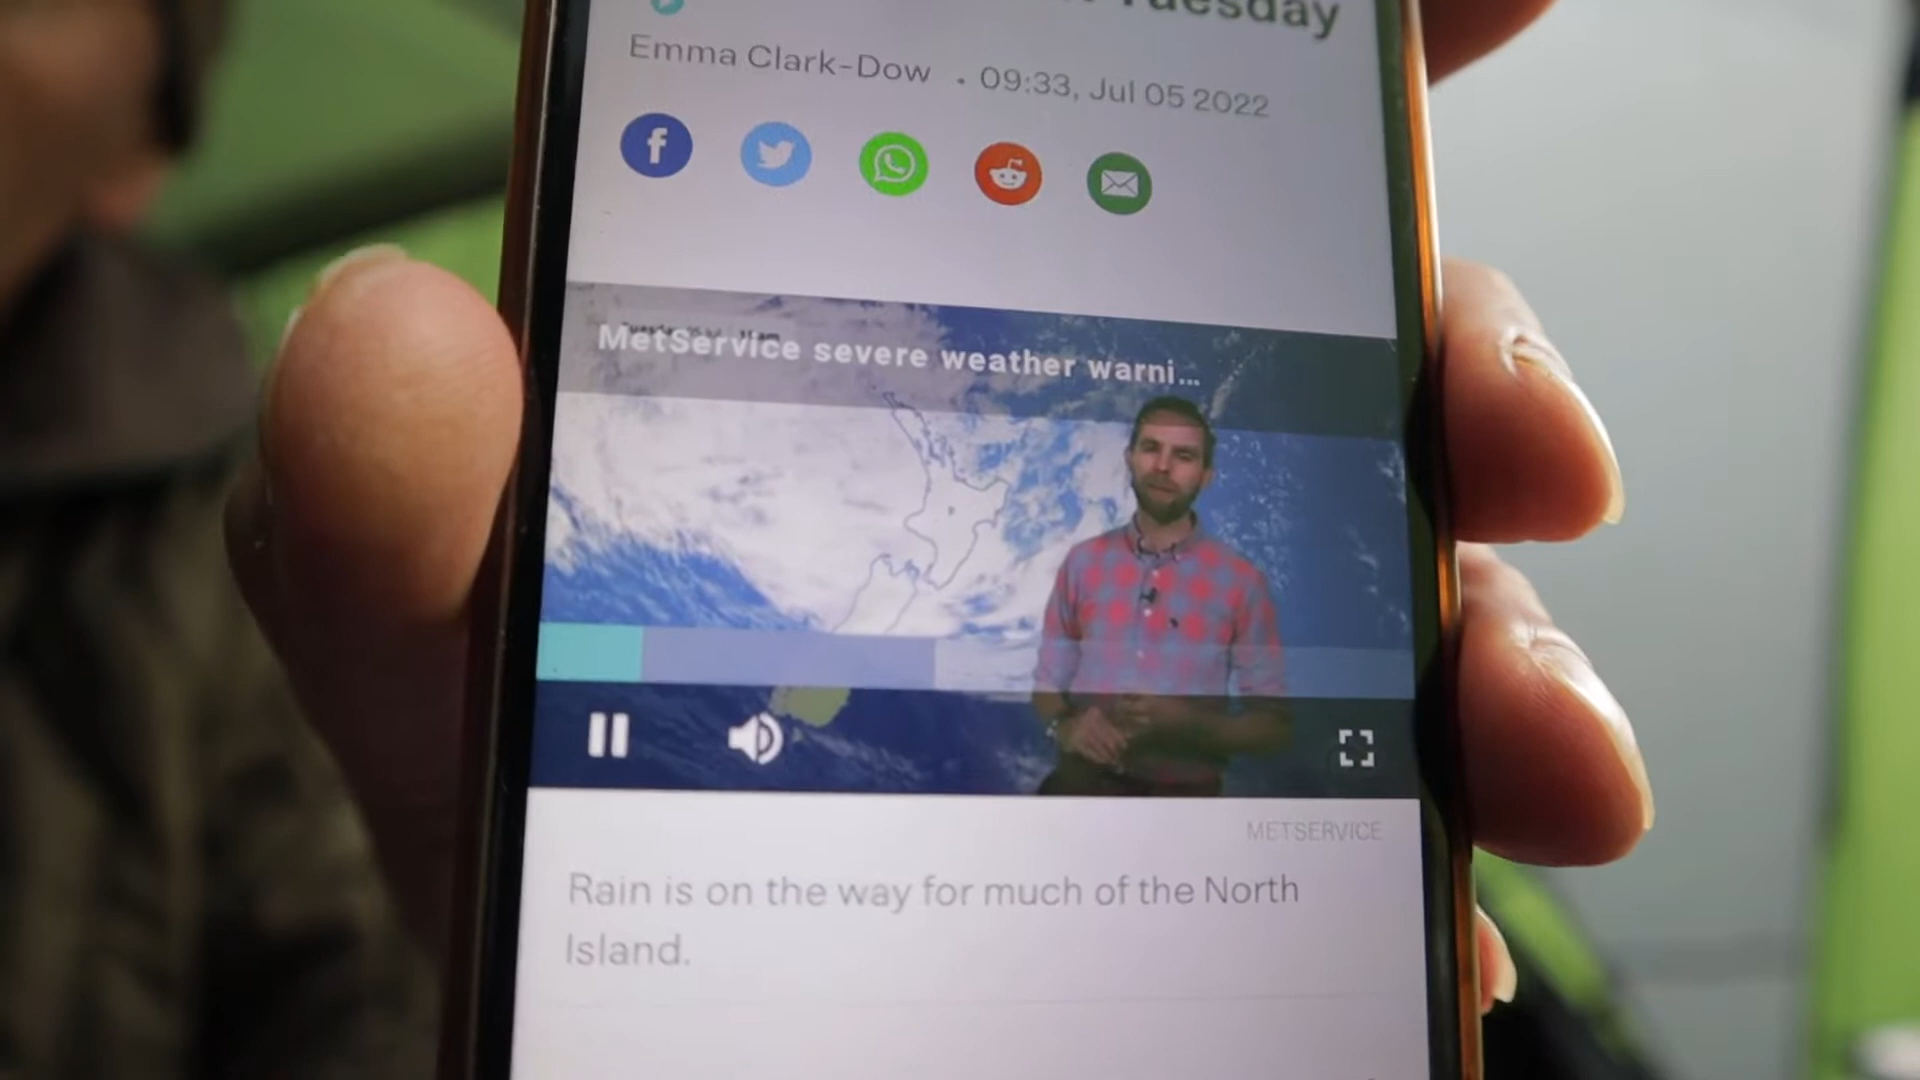 Tuesday
Emma Clark-Dow . 09:33, Jul 05 2022
MetService severe weather warni...
METSERVICE
Rain is on the way for much of the North
Island.